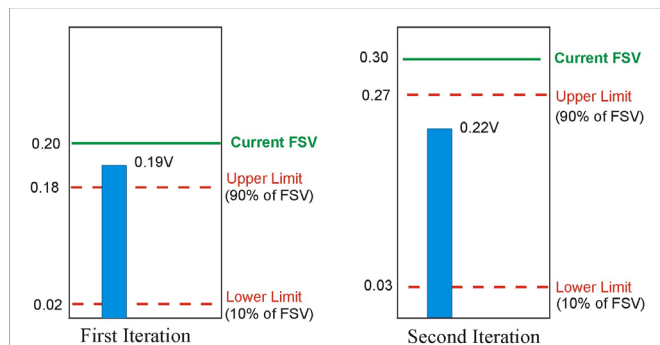 0.20
Current FSV
0.19V
0.18
Upper Limit
(90% of FSV)
0.02
Lower Limit
(10% of FSV)
First Iteration
0.30
Current FSV
0.27
Upper Limit
(90% of FSV)
0.22V
0.03
Lower Limit
(10% of FSV)
Second Iteration